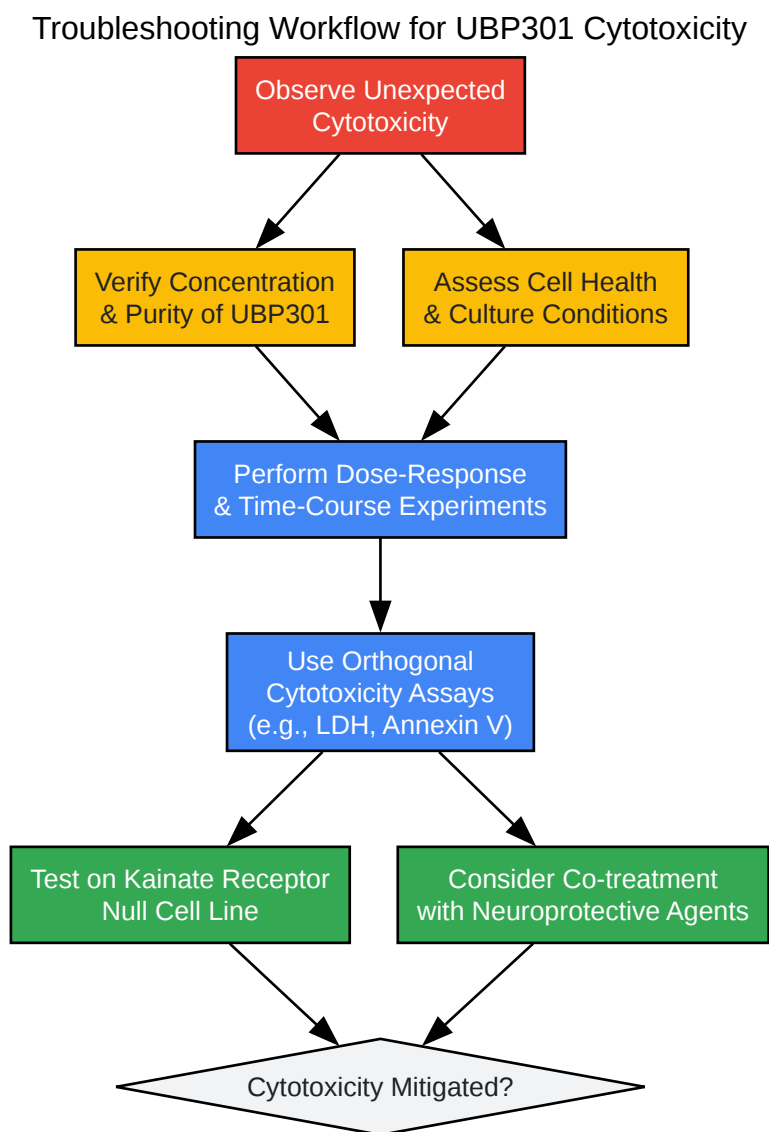 Troubleshooting Workflow for UBP301 Cytotoxicity
Observe Unexpected
Cytotoxicity
Verify Concentration
& Purity of UBP301
Assess Cell Health
& Culture Conditions
Perform Dose-Response
& Time-Course Experiments
Use Orthogonal
Cytotoxicity Assays
(e.g., LDH, Annexin V)
Test on Kainate Receptor
Null Cell Line
Consider Co-treatment
with Neuroprotective Agents
Cytotoxicity Mitigated?